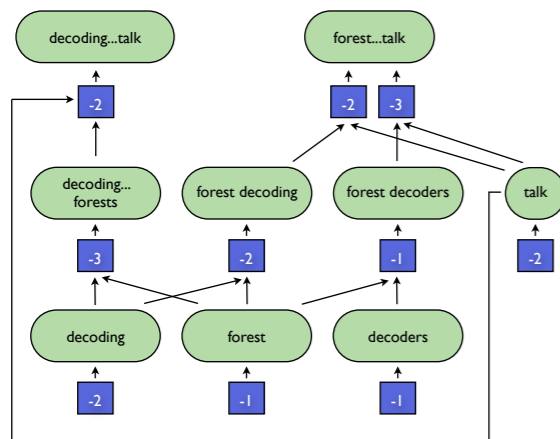 decoding...talk
forest...talk
-2
-2
-3
decoding...
forests
forest decoding
forest decoders
talk
-3
-2
-1
-2
decoding
forest
decoders
-2
-1
-1